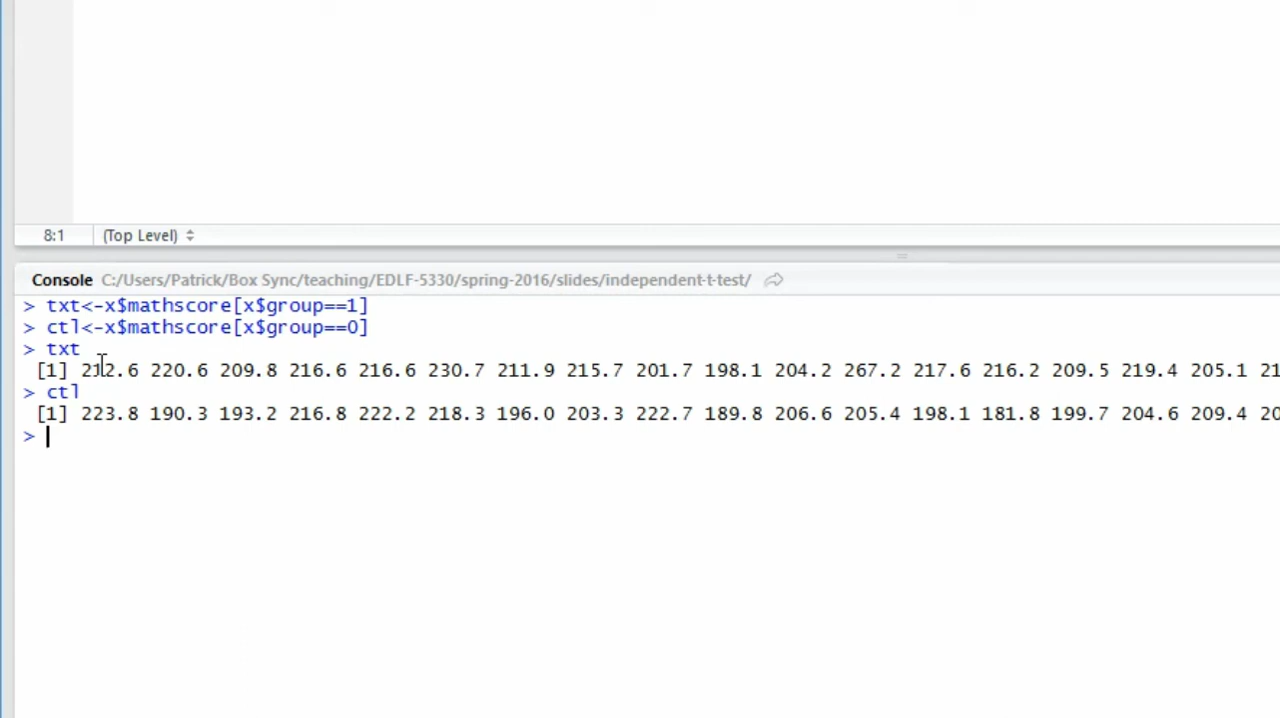 8:1 (Top Level)
Console C:/Users/Patrick/Box Sync/teaching/EDLF-5330/spring-2016/slides/independent-t-test/
> txt<-x$mathscore[x$group==1]
> ctl<-x$mathscore[x$group==0]
> txt
[1] 212.6 220.6 209.8 216.6 216.6 230.7 211.9 215.7 201.7 198.1 204.2 267.2 217.6 216.2 209.5 219.4 205.1 21
> ctl
[1] 223.8 190.3 193.2 216.8 222.2 218.3 196.0 203.3 222.7 189.8 206.6 205.4 198.1 181.8 199.7 204.6 209.4 20
>